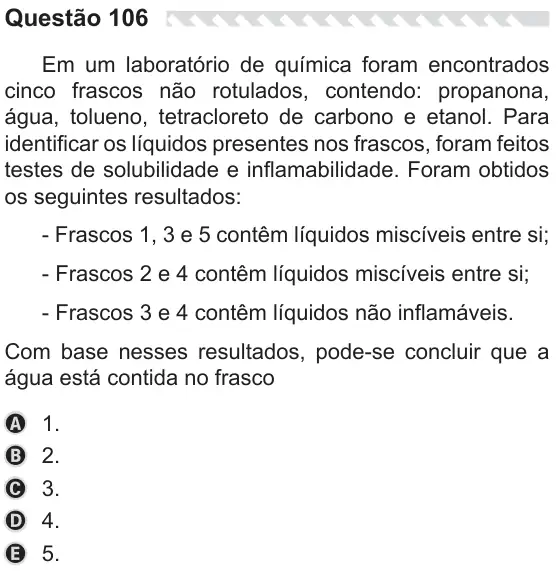 Questão 106
Em um laboratório de química foram encontrados
cinco frascos não rotulados, contendo: propanona,
água, tolueno, tetracloreto de carbono e etanol. Para
identificar os líquidos presentes nos frascos, foram feitos
testes de solubilidade e inflamabilidade. Foram obtidos
os seguintes resultados:
- Frascos 1, 3 e 5 contêm líquidos miscíveis entre si;
- Frascos 2 e 4 contêm líquidos miscíveis entre si;
- Frascos 3 e 4 contêm líquidos não inflamáveis.
Com base nesses resultados, pode-se concluir que a
água está contida no frasco
A 1.
B 2.
C 3.
D 4.
E 5.